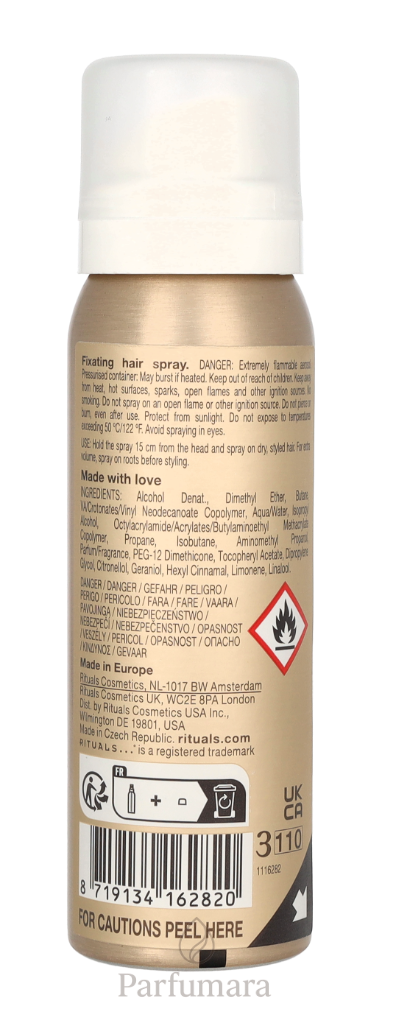 Fixating hair spray. DANGER: Extremely flammable aerosol.
Pressurised container: May burst if heated. Keep out of reach of children. Keep away
from heat, hot surfaces, sparks, open flames and other ignition sources. No
smoking. Do not spray on an open flame or other ignition source. Do not pierce or
burn, even after use. Protect from sunlight. Do not expose to temperatures
exceeding 50 °C/122 °F. Avoid spraying in eyes.
USE: Hold the spray 15 cm from the head and spray on dry, styled hair. For extra
volume, spray on roots before styling.
Made with love
INGREDIENTS: Alcohol Denat., Dimethyl Ether, Butane,
VA/Crotonates/Vinyl Neodecanoate Copolymer, Aqua/Water, Isopropyl
Alcohol, Octylacrylamide/Acrylates/Butylaminoethyl Methacrylate
Copolymer, Propane, Isobutane, Aminomethyl Propanol,
Parfum/Fragrance, PEG-12 Dimethicone, Tocopheryl Acetate, Dipropylene
Glycol, Citronellol, Geraniol, Hexyl Cinnamal, Limonene, Linalool.
DANGER / DANGER / GEFAHR / PELIGRO /
PERIGO / PERICOLO / FARA / FARE / VAARA /
PAVOJINGA / NIEBEZPIECZEŃSTWO /
NEBEZPEČÍ / NEBEZPEČENSTVO / OPASNOST
/ VESZÉLY / PERICOL / OPASNOST / ОПАСНО
/ ΚΙΝΔΥΝΟΣ / GEVAAR
Made in Europe
Rituals Cosmetics, NL-1017 BW Amsterdam
Rituals Cosmetics UK, WC2E 8PA London
Dist. by Rituals Cosmetics USA Inc.,
Wilmington DE 19801, USA
Made in Czech Republic. rituals.com
RITUALS...® is a registered trademark
FR
+
UK
CA
3 110
1116282
8 719134 162820
FOR CAUTIONS PEEL HERE
Parfumara